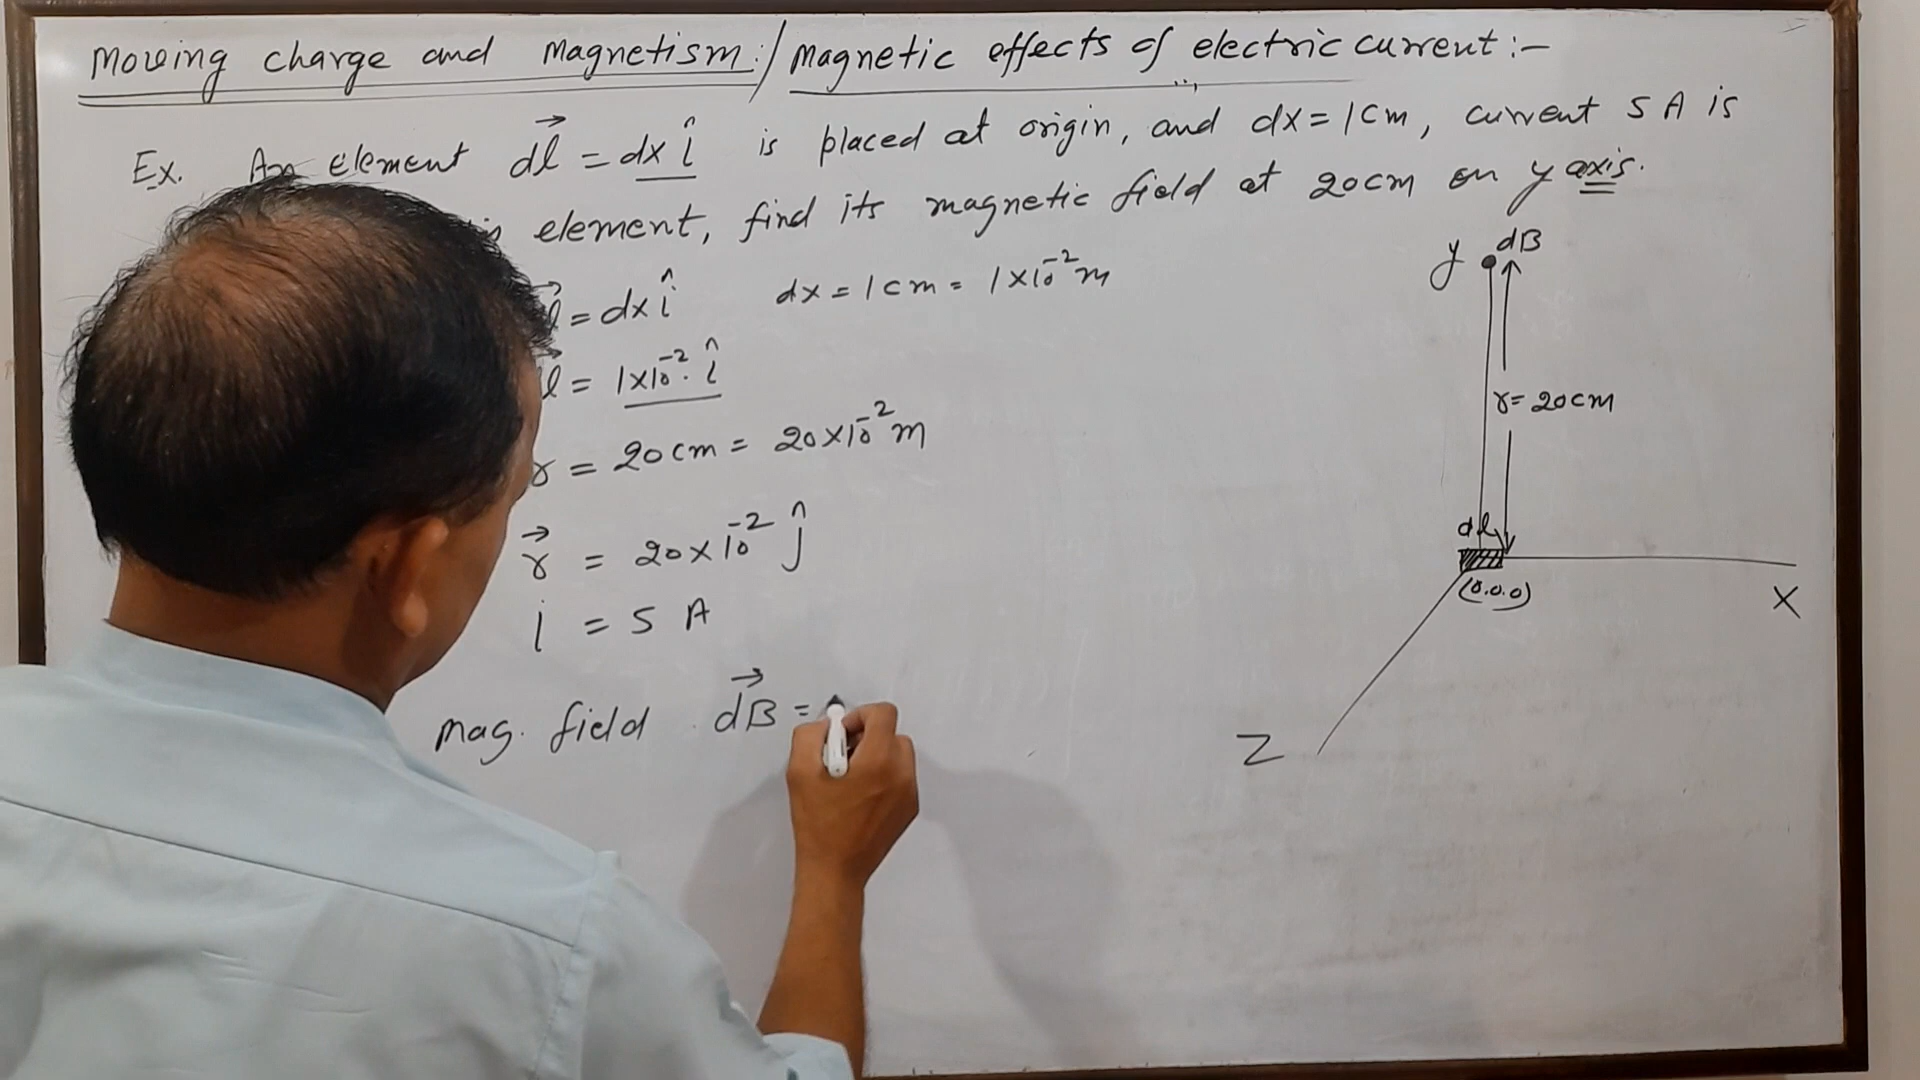 Moving charge and Magnetism:/Magnetic effects of electric current:-
Ex. An element dl⃗ = dx î is placed at origin, and dx = 1cm, current 5 A is
element, find its magnetic field at 20cm on y axis.
l⃗ = dx î dx = 1cm = 1×10⁻² m
l⃗ = 1×10⁻². î
r = 20cm = 20×10⁻² m
r⃗ = 20×10⁻² ĵ
i = 5 A
mag. field dB⃗ =
y dB
r = 20cm
dl
(0.0.0)
X
Z